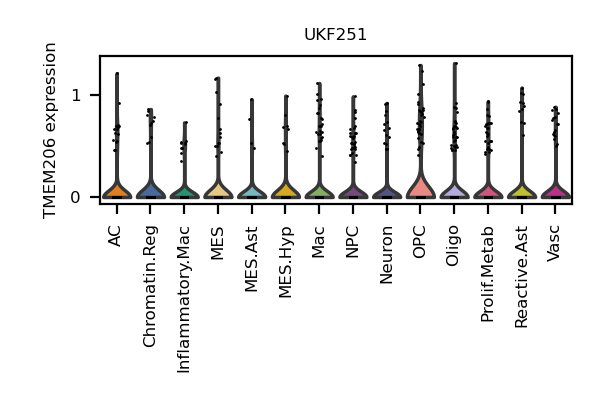 UKF251
TMEM206 expression
1
0
AC
Chromatin.Reg
Inflammatory.Mac
MES
MES.Ast
MES.Hyp
Mac
NPC
Neuron
OPC
Oligo
Prolif.Metab
Reactive.Ast
Vasc